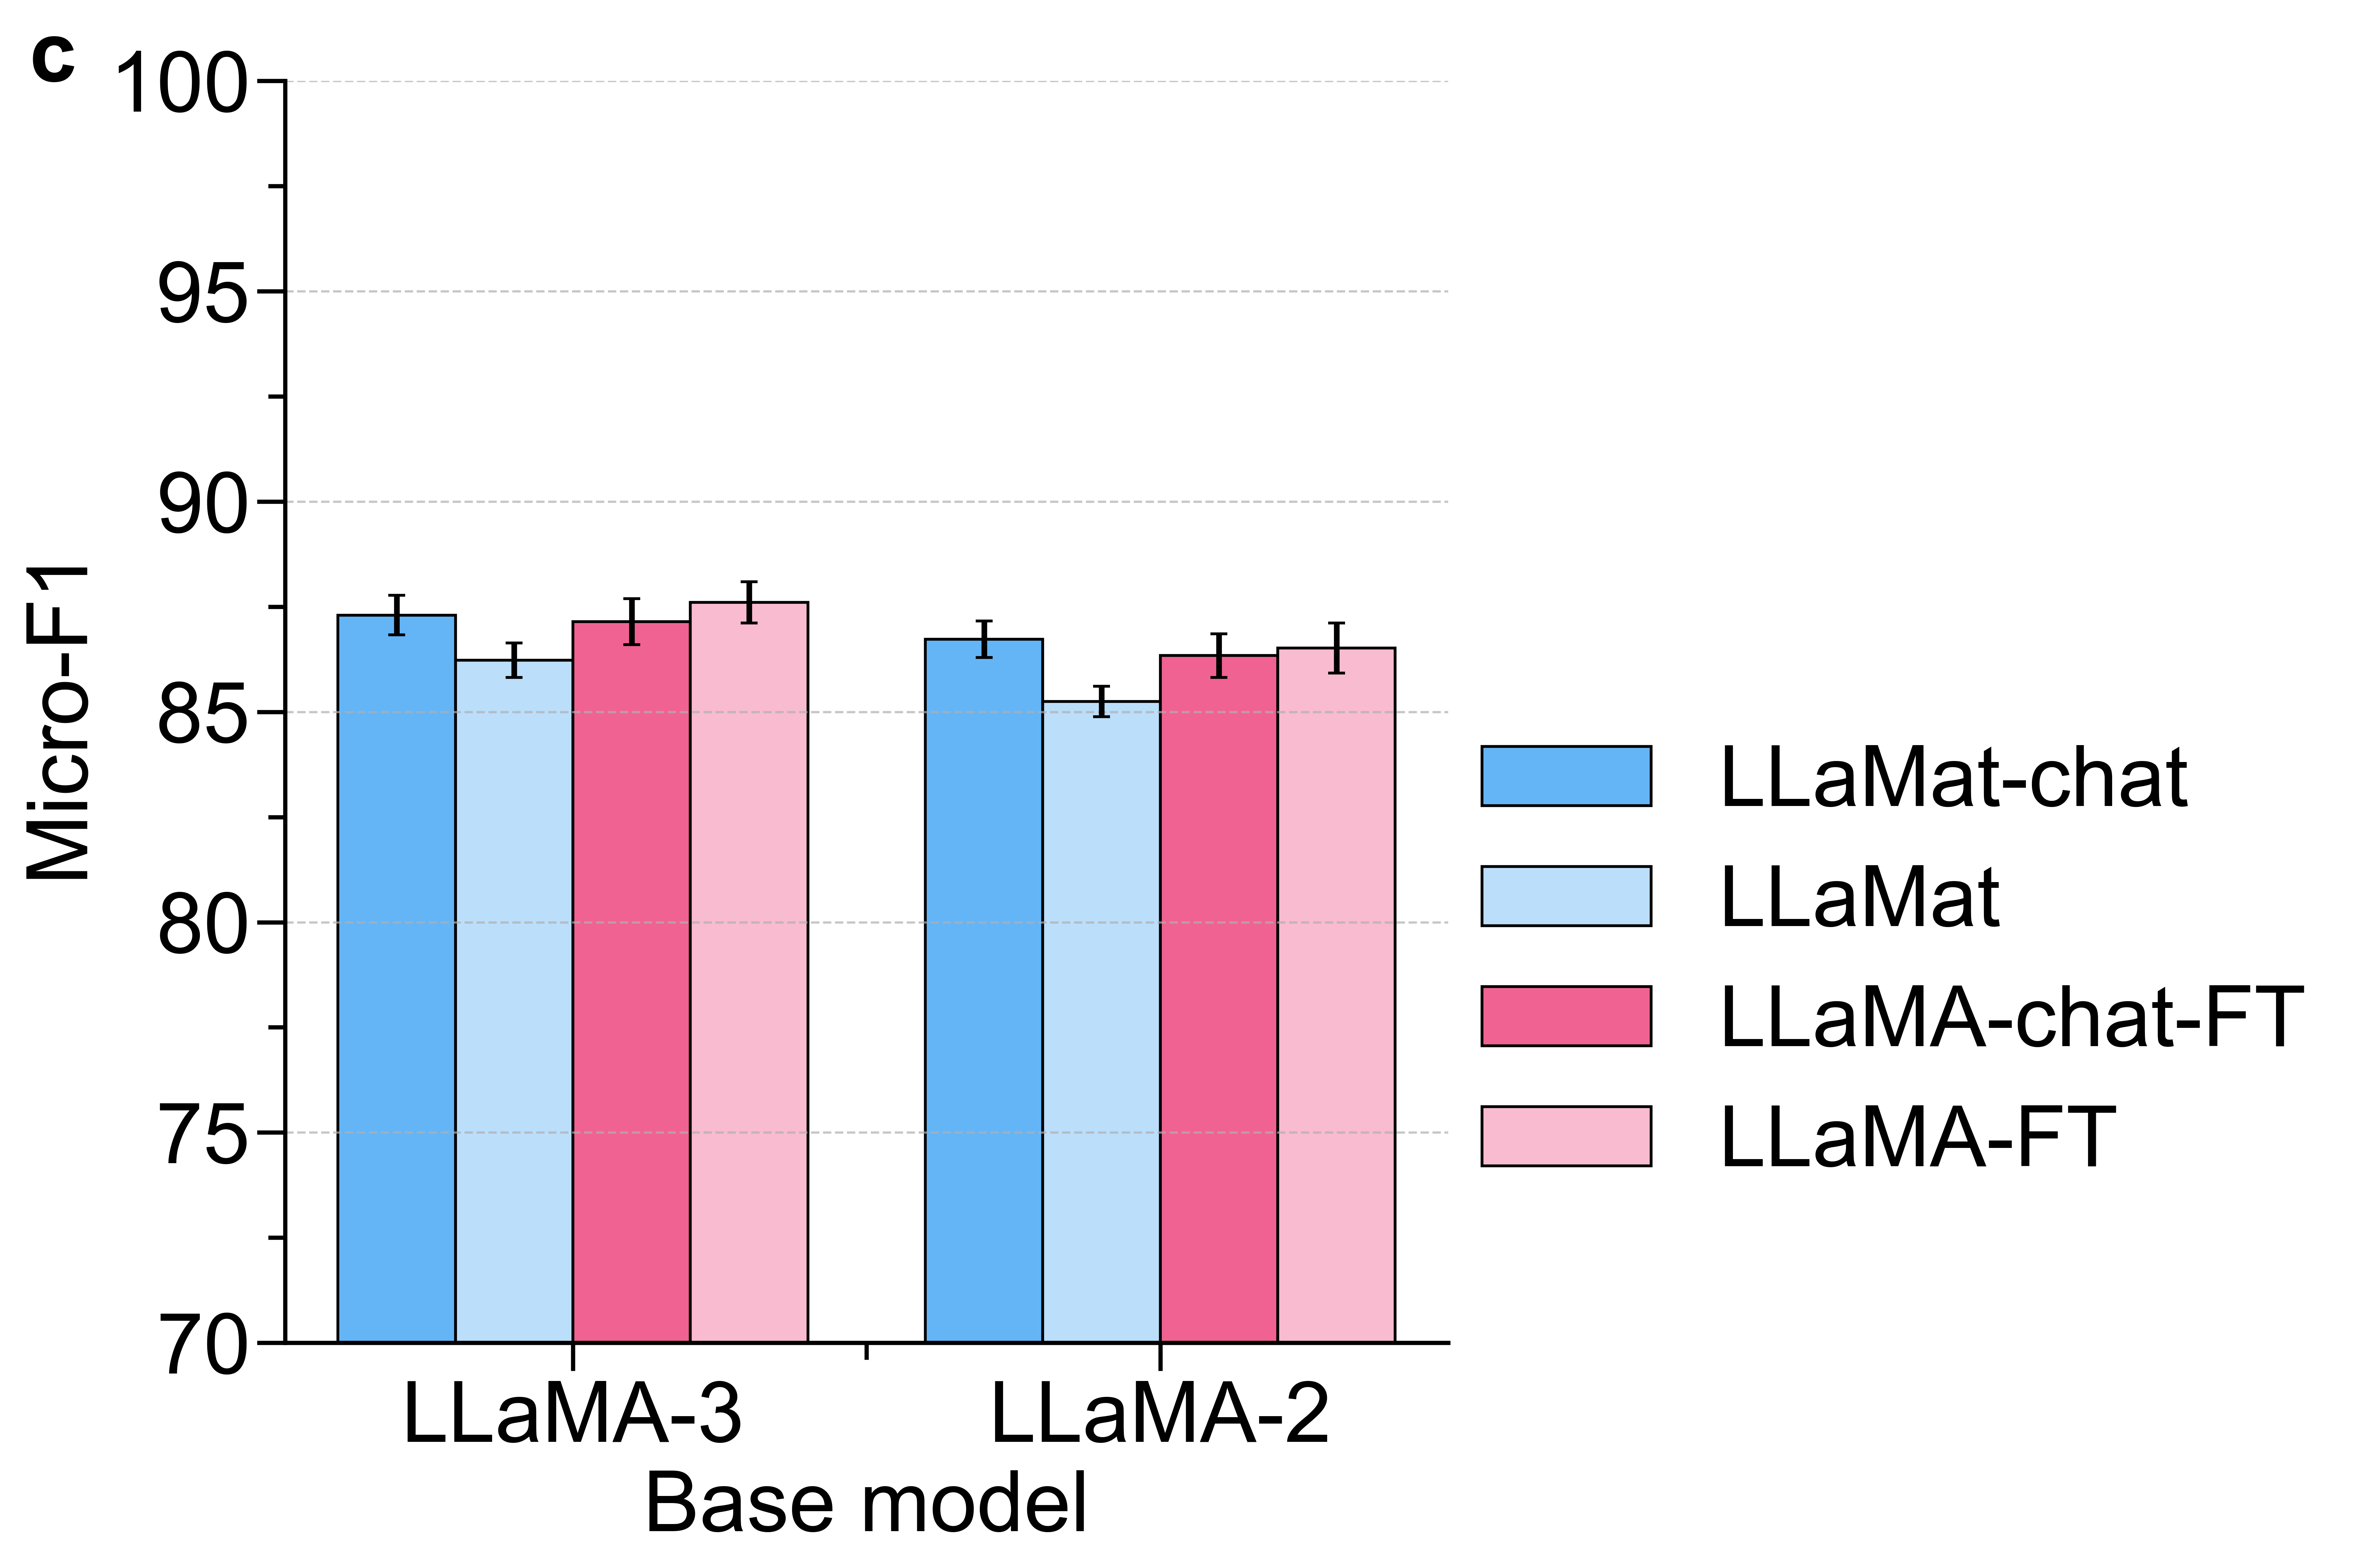 c
100
95
90
85
80
75
70
Micro-F1
LLaMA-3
LLaMA-2
Base model
LLaMat-chat
LLaMat
LLaMA-chat-FT
LLaMA-FT